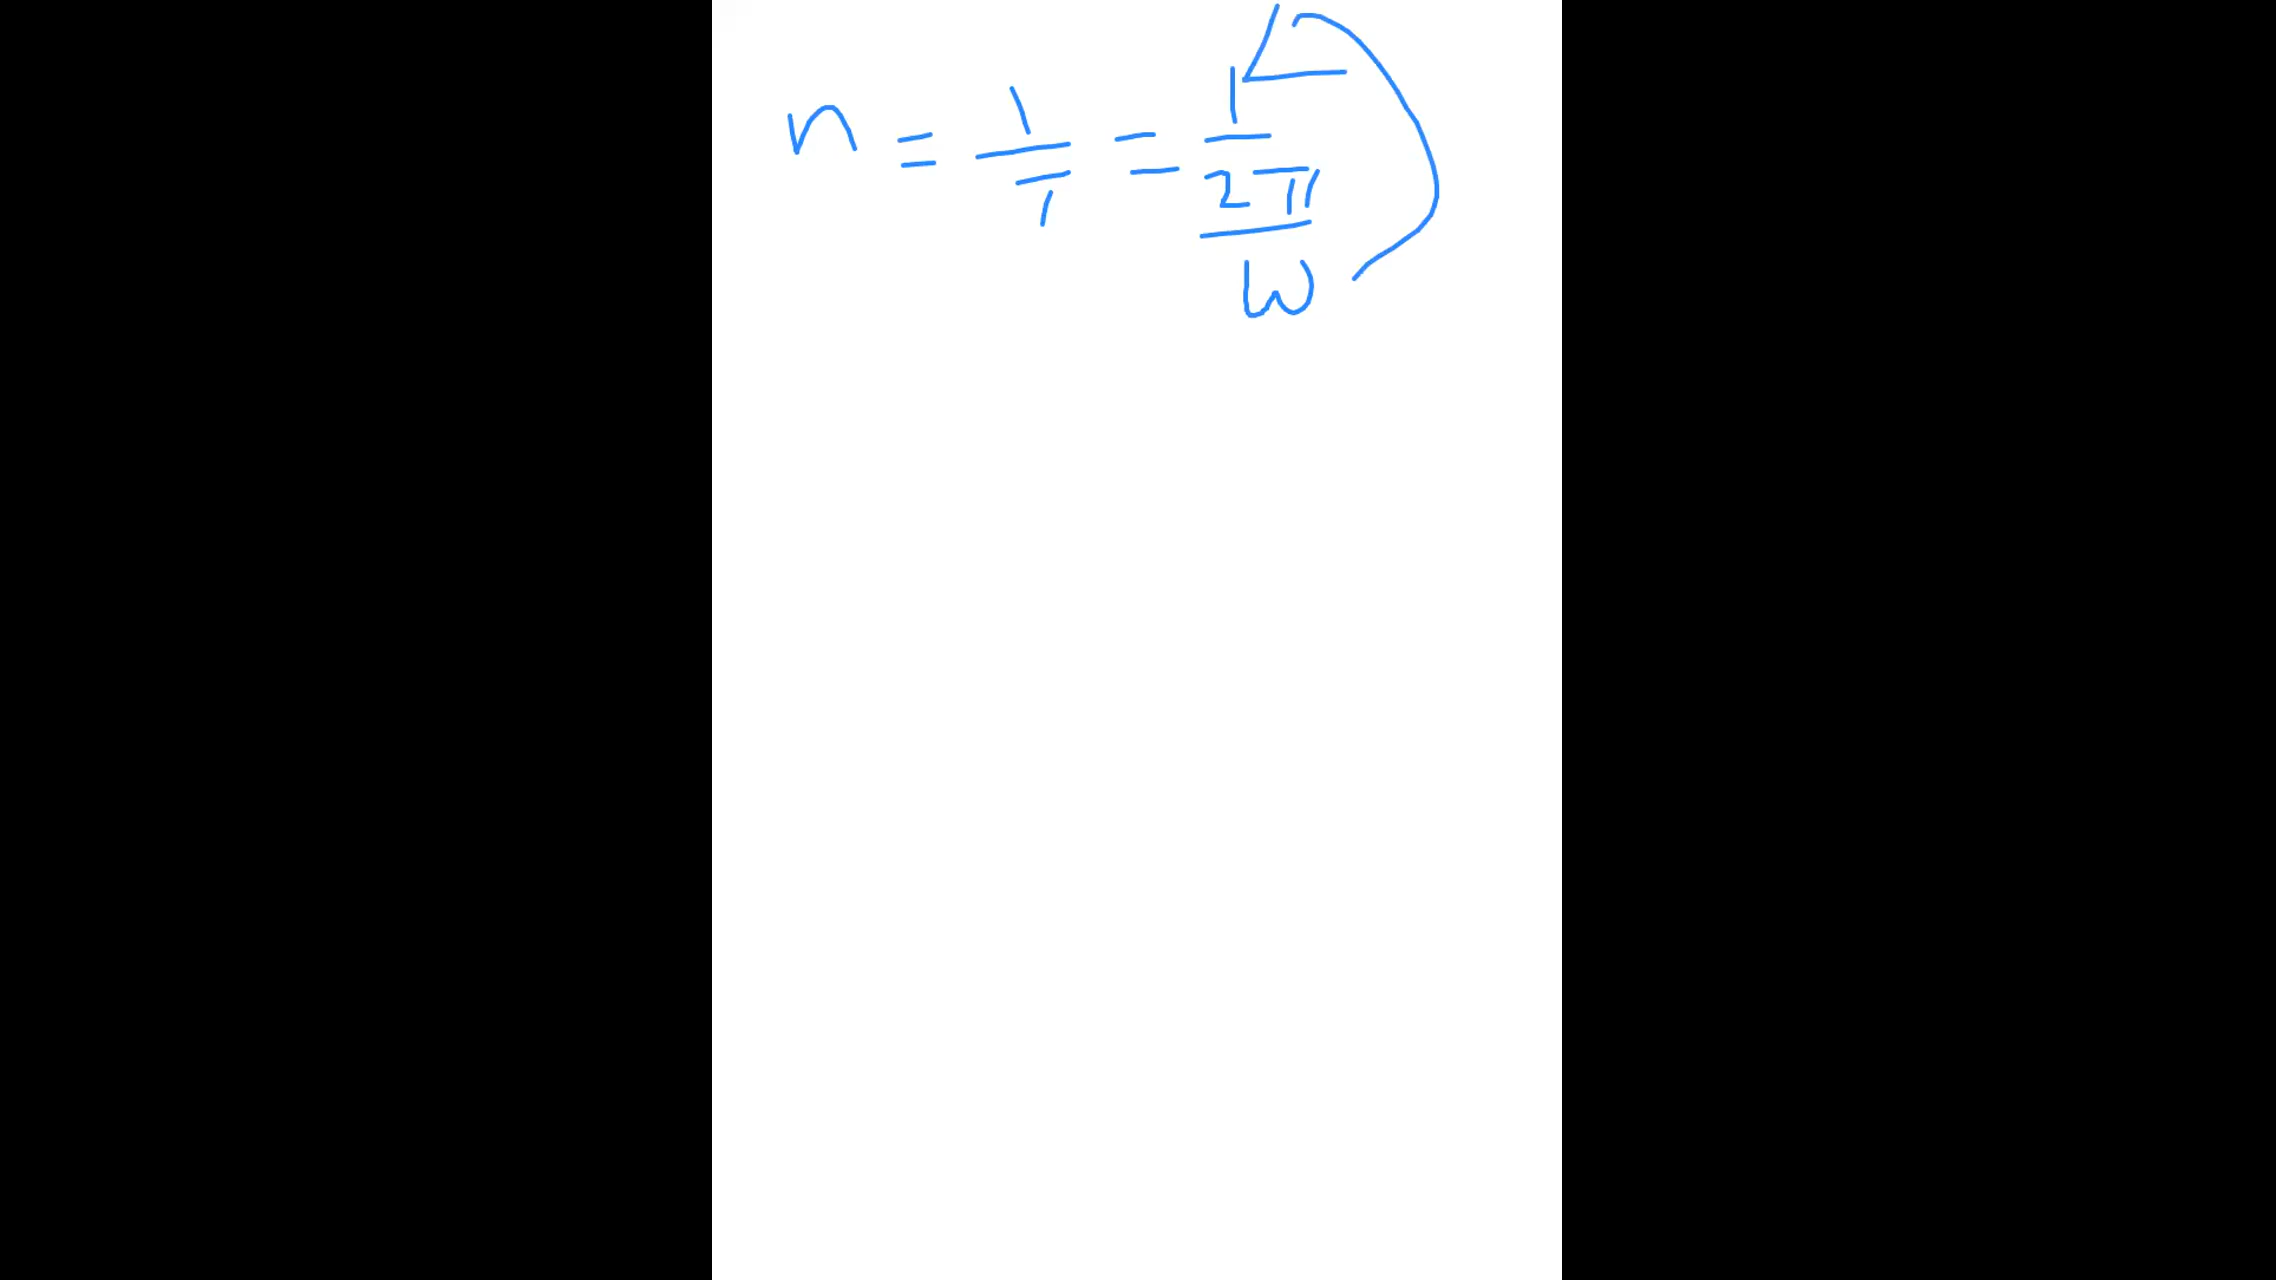 n = 1/T = 1/(2π/ω)